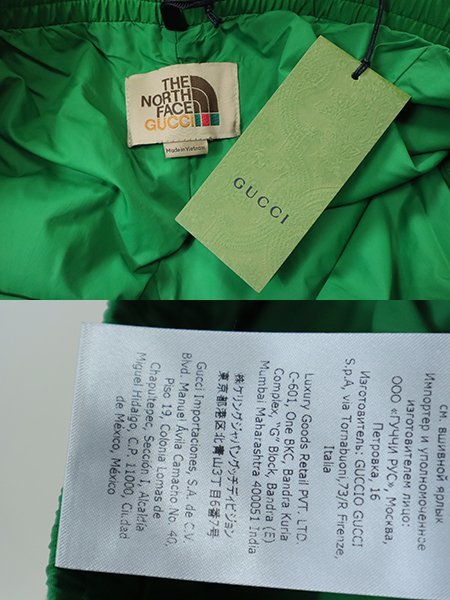 THE
NORTH
FACE
GUCCI
Made in Vietnam
GUCCI
см. вшивной ярлык
Импортер и уполномоченное
изготовителем лицо:
ООО «ГУЧЧИ РУС», Москва,
Петровка, 16
Изготовитель: GUCCIO GUCCI
S.p.A, via Tornabuoni,73/R Firenze,
Italia
Luxury Goods Retail PVT. LTD.
C-601, One BKC, Bandra Kurla
Complex, "G" Block, Bandra (E)
Mumbai Maharashtra 400051 India
㈱ケリングジャパングッチディビジョン
東京都港区北青山3丁目6番7号
Gucci Importaciones, S.A. de C.V.
Blvd. Manuel Ávila Camacho No. 40,
Piso 19, Colonia Lomas de
Chapultepec, Sección I, Alcaldía
Miguel Hidalgo, C.P. 11000, Ciudad
de México, México